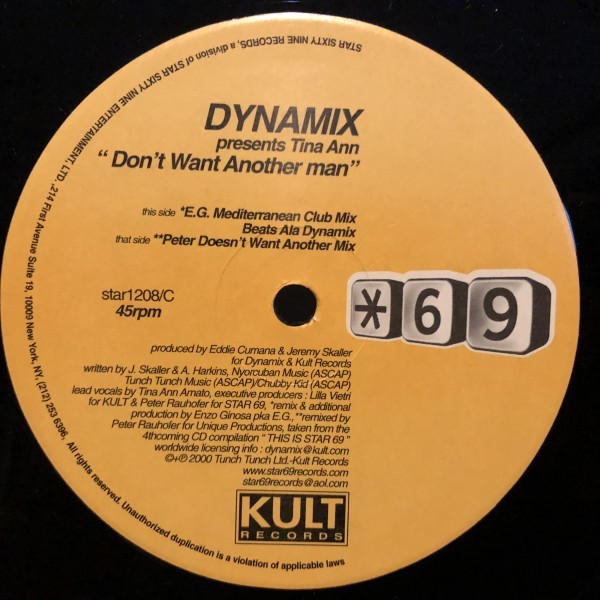 DYNAMIX
presents Tina Ann
“Don't Want Another man”
this side *E.G. Mediterranean Club Mix
Beats Ala Dynamix
that side **Peter Doesn't Want Another Mix
star1208/C
45rpm
*69
produced by Eddie Cumana & Jeremy Skaller
for Dynamix & Kult Records
written by J. Skaller & A. Harkins, Nyorcuban Music (ASCAP)
Tunch Tunch Music (ASCAP)/Chubby Kid (ASCAP)
lead vocals by Tina Ann Amato, executive producers : Lilla Vietri
for KULT & Peter Rauhofer for STAR 69, *remix & additional
production by Enzo Ginosa pka E.G.,**remixed by
Peter Rauhofer for Unique Productions, taken from the
4thcoming CD compilation “ THIS IS STAR 69 ”
worldwide licensing info : dynamix@kult.com
©+℗ 2000 Tunch Tunch Ltd.-Kult Records
www.star69records.com
star69records@aol.com
KULT
RECORDS
STAR SIXTY NINE RECORDS, a division of STAR SIXTY NINE ENTERTAINMENT, LTD. ,214 First Avenue Suite 19, 10009 New York, NY, (212) 253 6396, All rights reserved. Unauthorized duplication is a violation of applicable laws